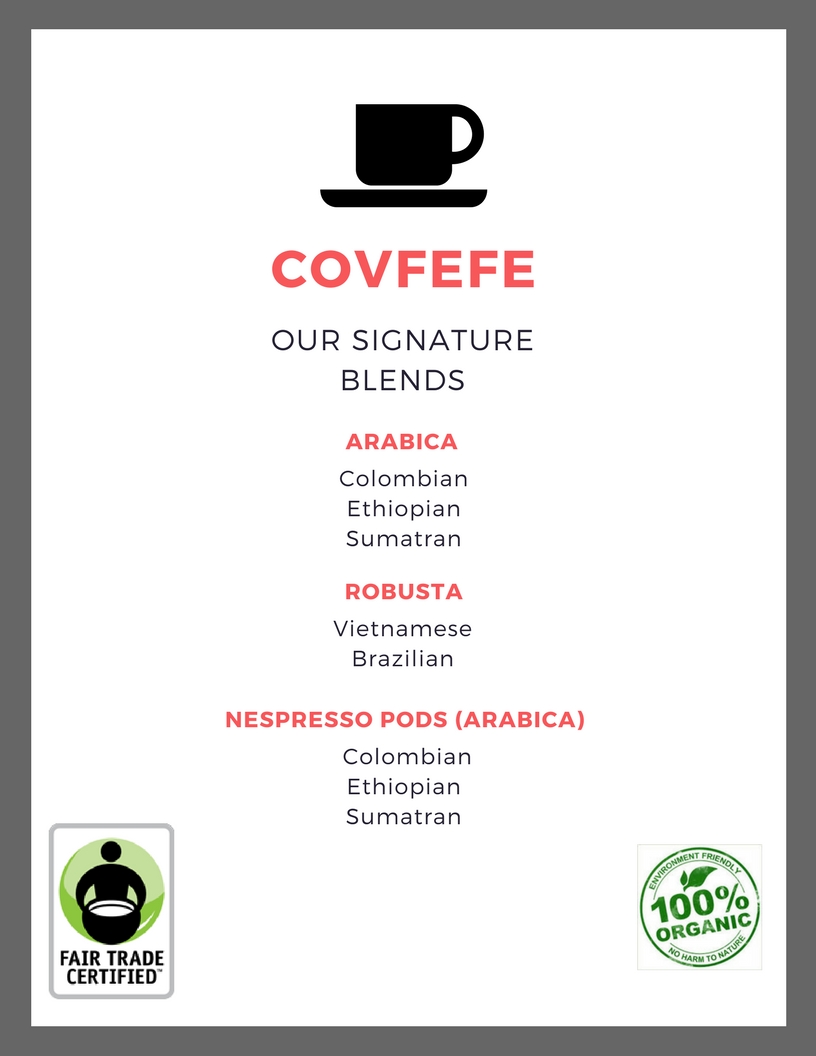 COVFEFE
OUR SIGNATURE
BLENDS
ARABICA
Colombian
Ethiopian
Sumatran
ROBUSTA
Vietnamese
Brazilian
NESPRESSO PODS (ARABICA)
Colombian
Ethiopian
Sumatran
FAIR TRADE
CERTIFIED™
ENVIRONMENT FRIENDLY
100%
ORGANIC
NO HARM TO NATURE